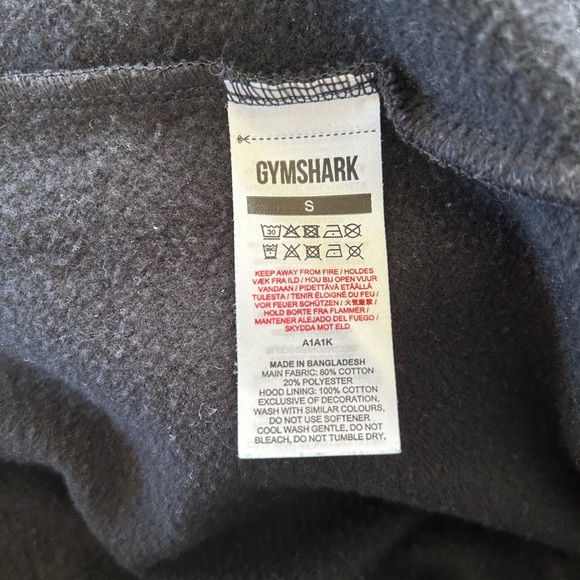 GYMSHARK
S
30
30
KEEP AWAY FROM FIRE / HOLDES
VÆK FRA ILD / HOU BIJ OPEN VUUR
VANDAAN / PIDETTÄVÄ ETÄÄLLÄ
TULESTA / TENIR ÉLOIGNÉ DU FEU /
VOR FEUER SCHÜTZEN / 火気厳禁 /
HOLD BORTE FRA FLAMMER /
MANTENER ALEJADO DEL FUEGO /
SKYDDA MOT ELD
A1A1K
MADE IN BANGLADESH
MAIN FABRIC: 80% COTTON
20% POLYESTER
HOOD LINING: 100% COTTON
EXCLUSIVE OF DECORATION,
WASH WITH SIMILAR COLOURS,
DO NOT USE SOFTENER
COOL WASH GENTLE, DO NOT
BLEACH, DO NOT TUMBLE DRY,